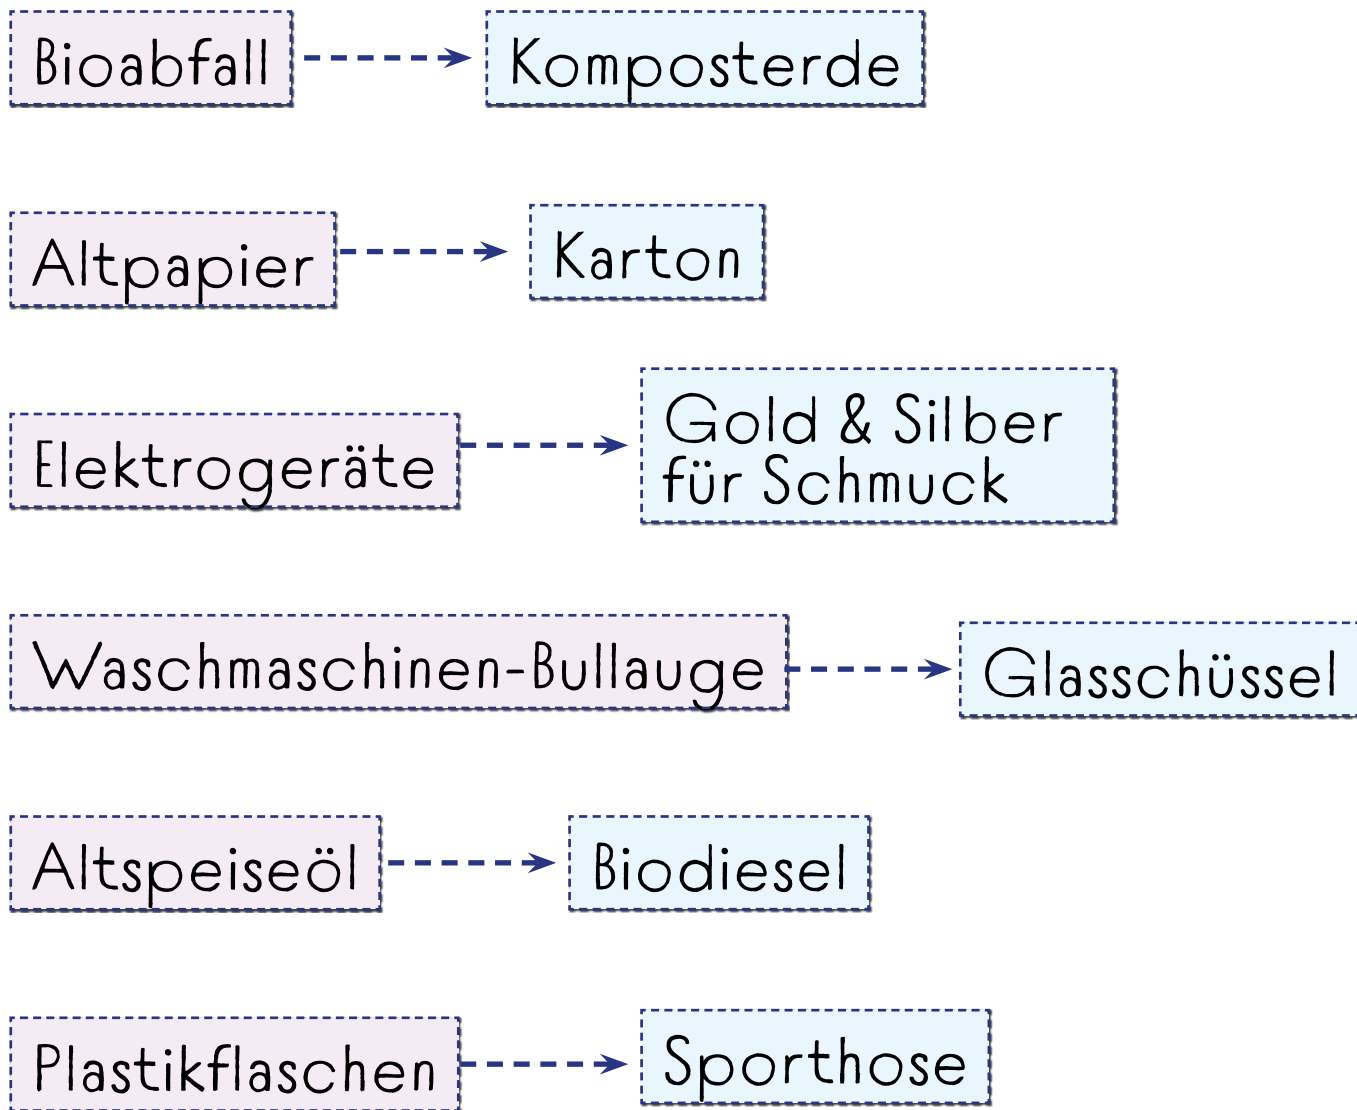 Bioabfall
Komposterde
Altpapier
Karton
Elektrogeräte
Gold & Silber
für Schmuck
Waschmaschinen-Bullauge
Glasschüssel
Altspeiseöl
Biodiesel
Plastikflaschen
Sporthose